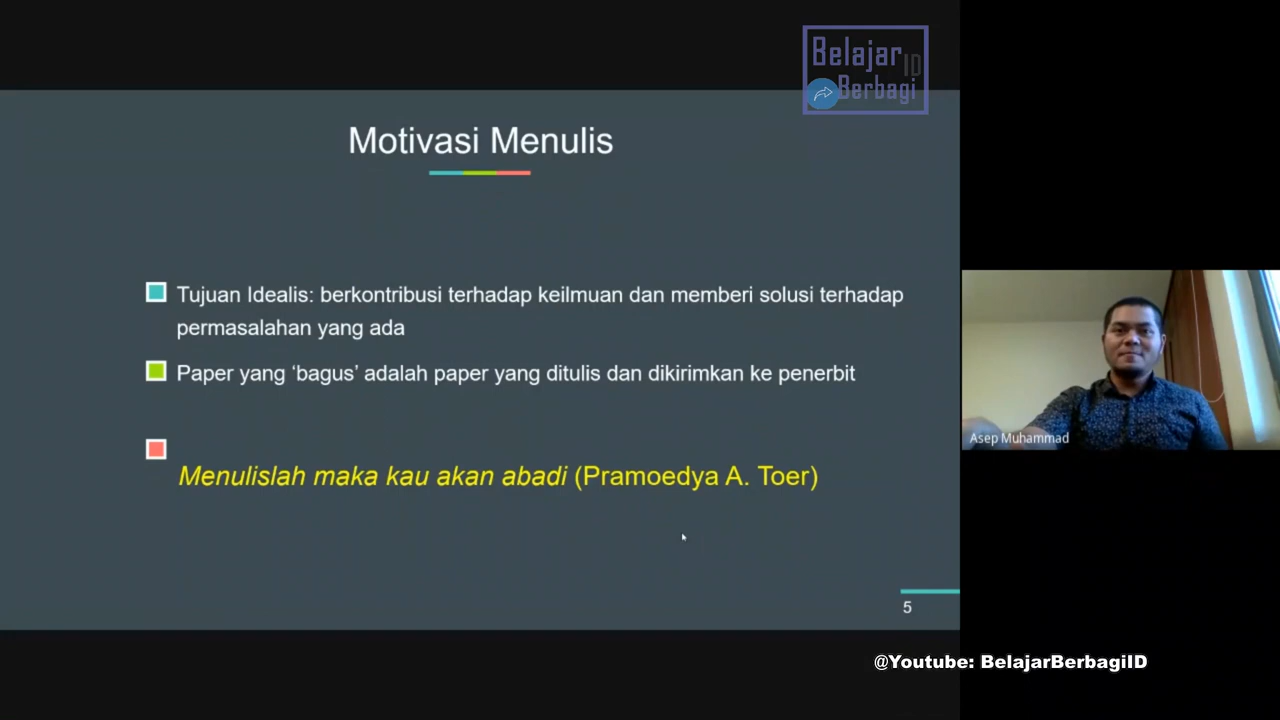 Belajar
ID
Berbagi
Motivasi Menulis
Tujuan Idealis: berkontribusi terhadap keilmuan dan memberi solusi terhadap
permasalahan yang ada
Paper yang ‘bagus’ adalah paper yang ditulis dan dikirimkan ke penerbit
Menulislah maka kau akan abadi (Pramoedya A. Toer)
5
Asep Muhammad
@Youtube: BelajarBerbagiID